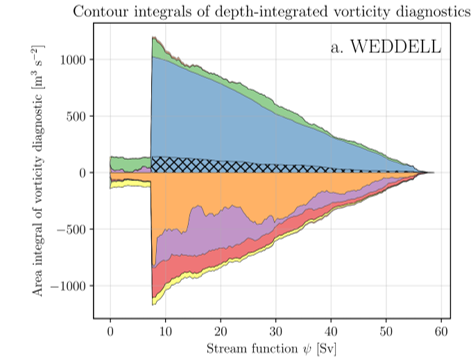 Contour integrals of depth-integrated vorticity diagnostics
a. WEDDELL
Area integral of vorticity diagnostic [m³ s⁻²]
1000
500
0
−500
−1000
0 10 20 30 40 50 60
Stream function ψ [Sv]